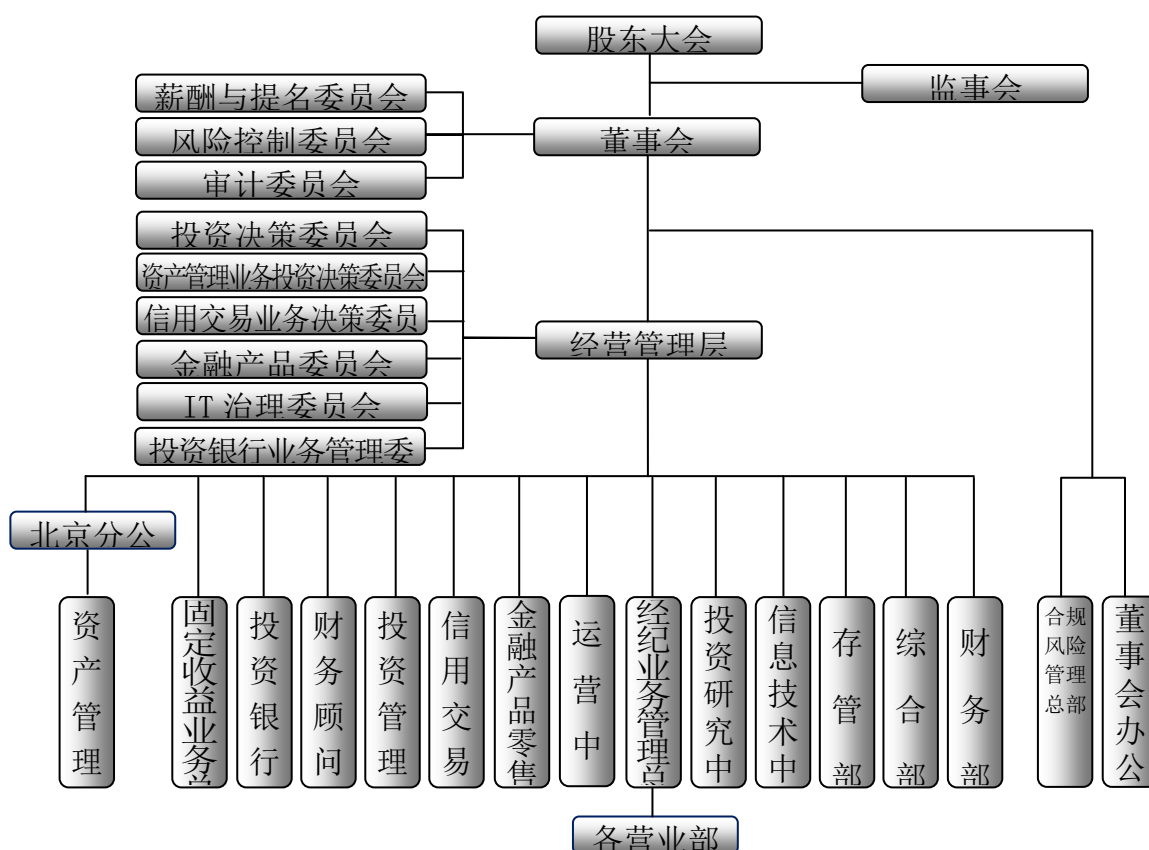 股东大会
监事会
薪酬与提名委员会
风险控制委员会
董事会
审计委员会
投资决策委员会
资产管理业务投资决策委员会
信用交易业务决策委员
经营管理层
金融产品委员会
IT 治理委员会
投资银行业务管理委
北京分公
资产管理
固定收益业务总
投资银行
财务顾问
投资管理
信用交易
金融产品零售
运营中
经纪业务管理总
投资研究中
信息技术中
存管部
综合部
财务部
合规
风险
管理
总部
董事会办公
各营业部